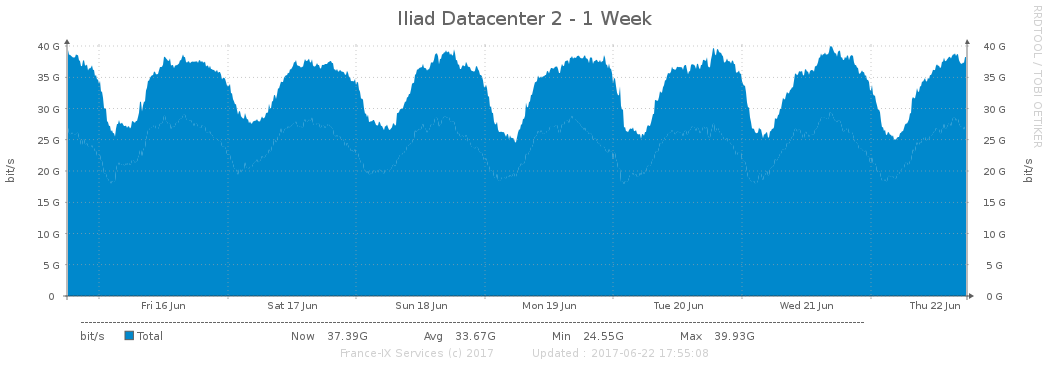 Iliad Datacenter 2 - 1 Week
40 G 40 G
35 G 35 G
30 G 30 G
25 G 25 G
20 G 20 G
15 G 15 G
10 G 10 G
5 G 5 G
0 0 G
bit/s
bit/s
RRDTOOL / TOBI OETIKER
Fri 16 Jun Sat 17 Jun Sun 18 Jun Mon 19 Jun Tue 20 Jun Wed 21 Jun Thu 22 Jun
bit/s Total Now 37.39G Avg 33.67G Min 24.55G Max 39.93G
France-IX Services (c) 2017 Updated : 2017-06-22 17:55:08